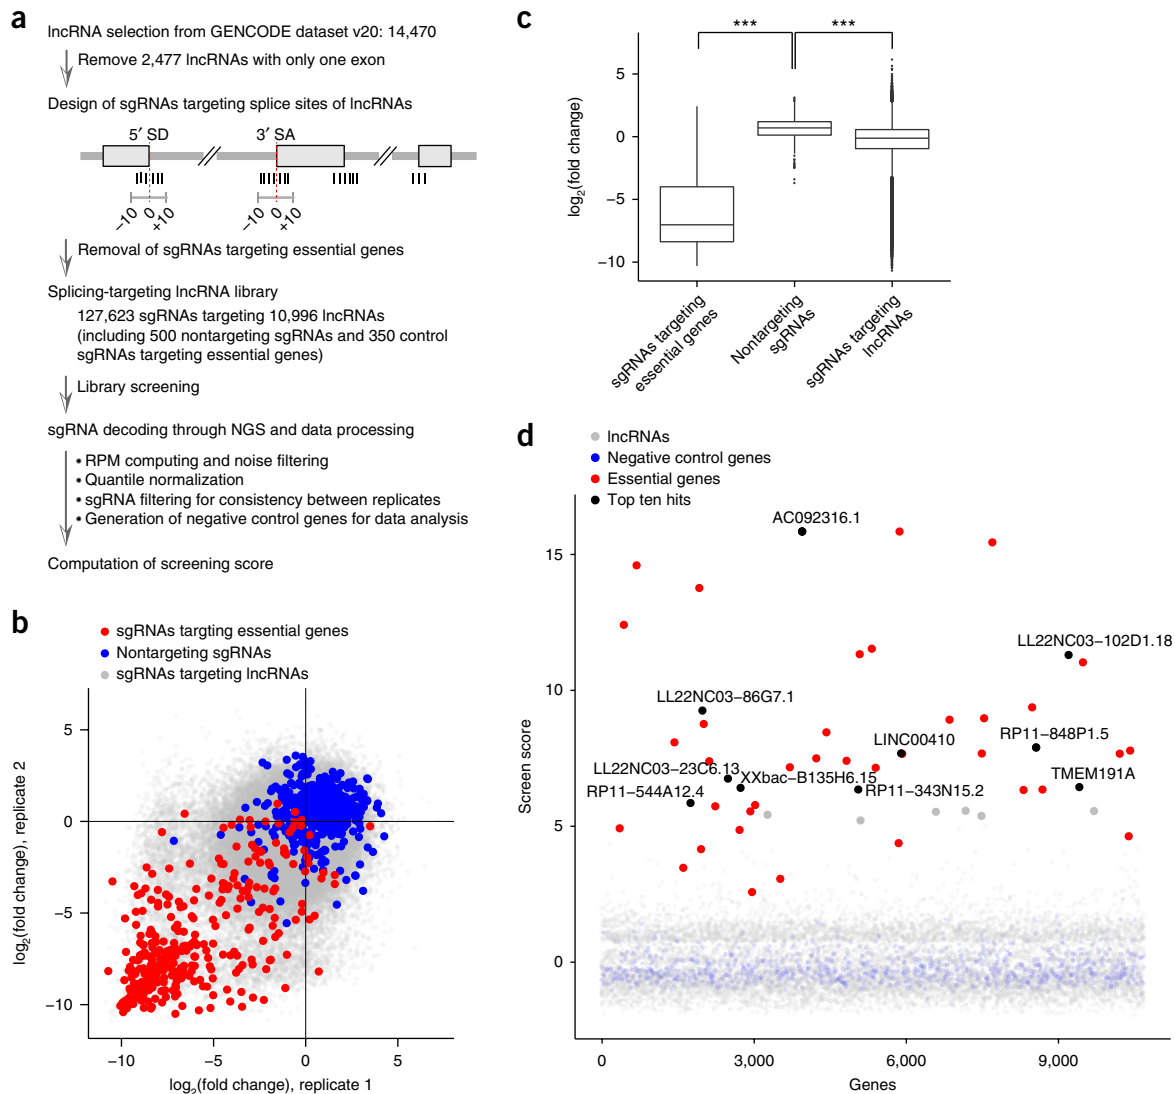 a
lncRNA selection from GENCODE dataset v20: 14,470
Remove 2,477 lncRNAs with only one exon
Design of sgRNAs targeting splice sites of lncRNAs
5′ SD
3′ SA
−10 0 +10
−10 0 +10
Removal of sgRNAs targeting essential genes
Splicing-targeting lncRNA library
127,623 sgRNAs targeting 10,996 lncRNAs
(including 500 nontargeting sgRNAs and 350 control
sgRNAs targeting essential genes)
Library screening
sgRNA decoding through NGS and data processing
• RPM computing and noise filtering
• Quantile normalization
• sgRNA filtering for consistency between replicates
• Generation of negative control genes for data analysis
Computation of screening score
b
sgRNAs targting essential genes
Nontargeting sgRNAs
sgRNAs targeting lncRNAs
log2(fold change), replicate 2
5
0
−5
−10
−10
−5
0
5
log2(fold change), replicate 1
c
***
***
log2(fold change)
5
0
−5
−10
sgRNAs targeting
essential genes
Nontargeting
sgRNAs
sgRNAs targeting
lncRNAs
d
lncRNAs
Negative control genes
Essential genes
Top ten hits
Screen score
15
10
5
0
AC092316.1
LL22NC03−102D1.18
LL22NC03−86G7.1
LINC00410
RP11−848P1.5
LL22NC03−23C6.13
XXbac−B135H6.15
TMEM191A
RP11−544A12.4
RP11−343N15.2
0
3,000
6,000
9,000
Genes